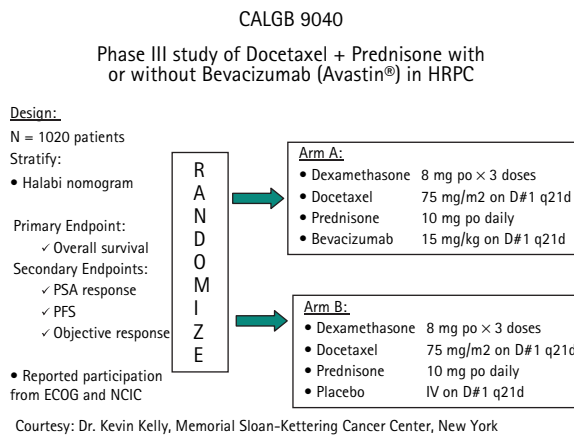 CALGB 9040
Phase III study of Docetaxel + Prednisone with
or without Bevacizumab (Avastin®) in HRPC
Design:
N = 1020 patients
Stratify:
• Halabi nomogram
Primary Endpoint:
✓ Overall survival
Secondary Endpoints:
✓ PSA response
✓ PFS
✓ Objective response
• Reported participation
from ECOG and NCIC
R
A
N
D
O
M
I
Z
E
Arm A:
• Dexamethasone 8 mg po × 3 doses
• Docetaxel 75 mg/m2 on D#1 q21d
• Prednisone 10 mg po daily
• Bevacizumab 15 mg/kg on D#1 q21d
Arm B:
• Dexamethasone 8 mg po × 3 doses
• Docetaxel 75 mg/m2 on D#1 q21d
• Prednisone 10 mg po daily
• Placebo IV on D#1 q21d
Courtesy: Dr. Kevin Kelly, Memorial Sloan-Kettering Cancer Center, New York